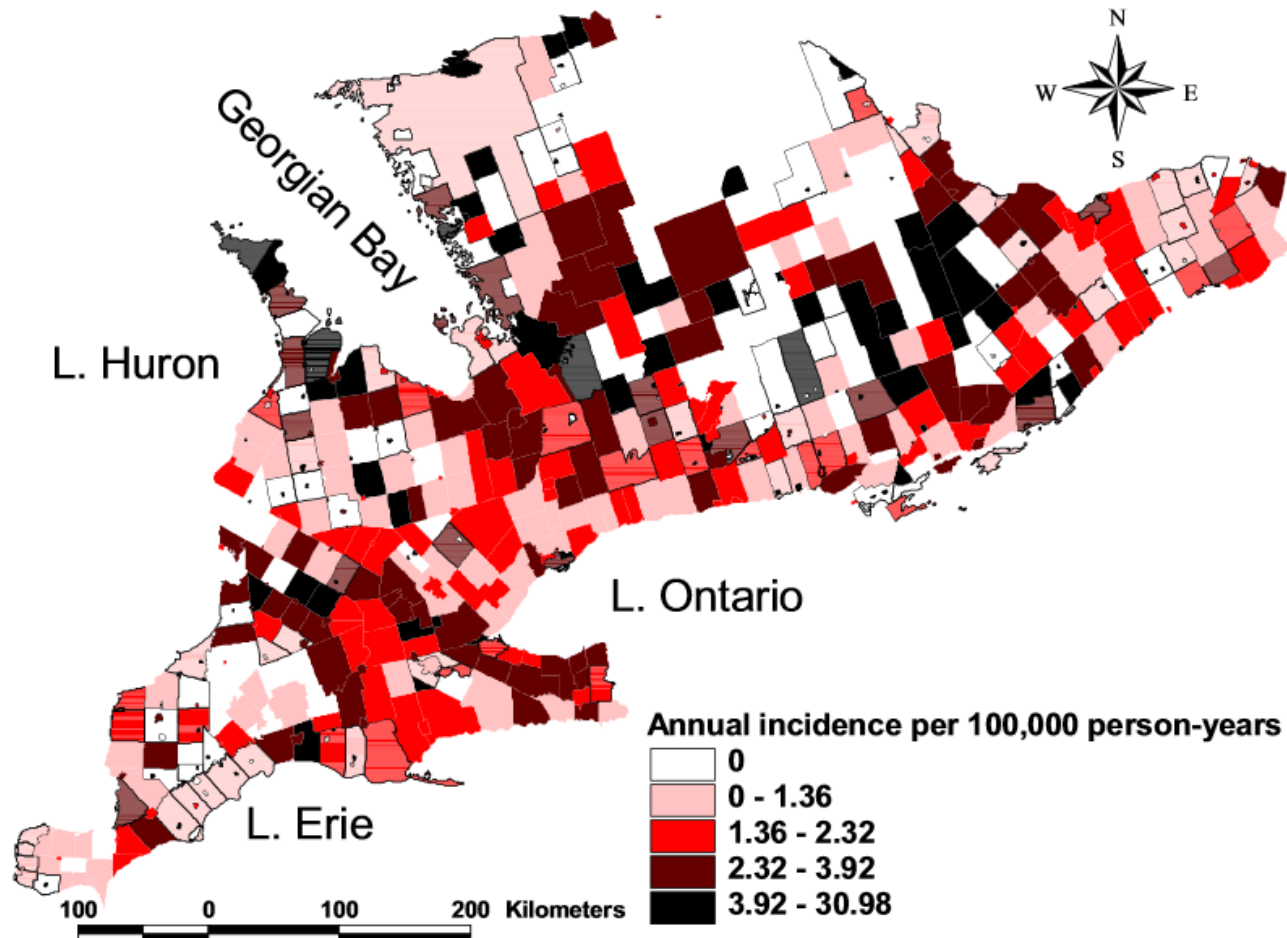 N
W E
S
Georgian Bay
L. Huron
L. Ontario
L. Erie
Annual incidence per 100,000 person-years
0
0 - 1.36
1.36 - 2.32
2.32 - 3.92
3.92 - 30.98
100 0 100 200 Kilometers